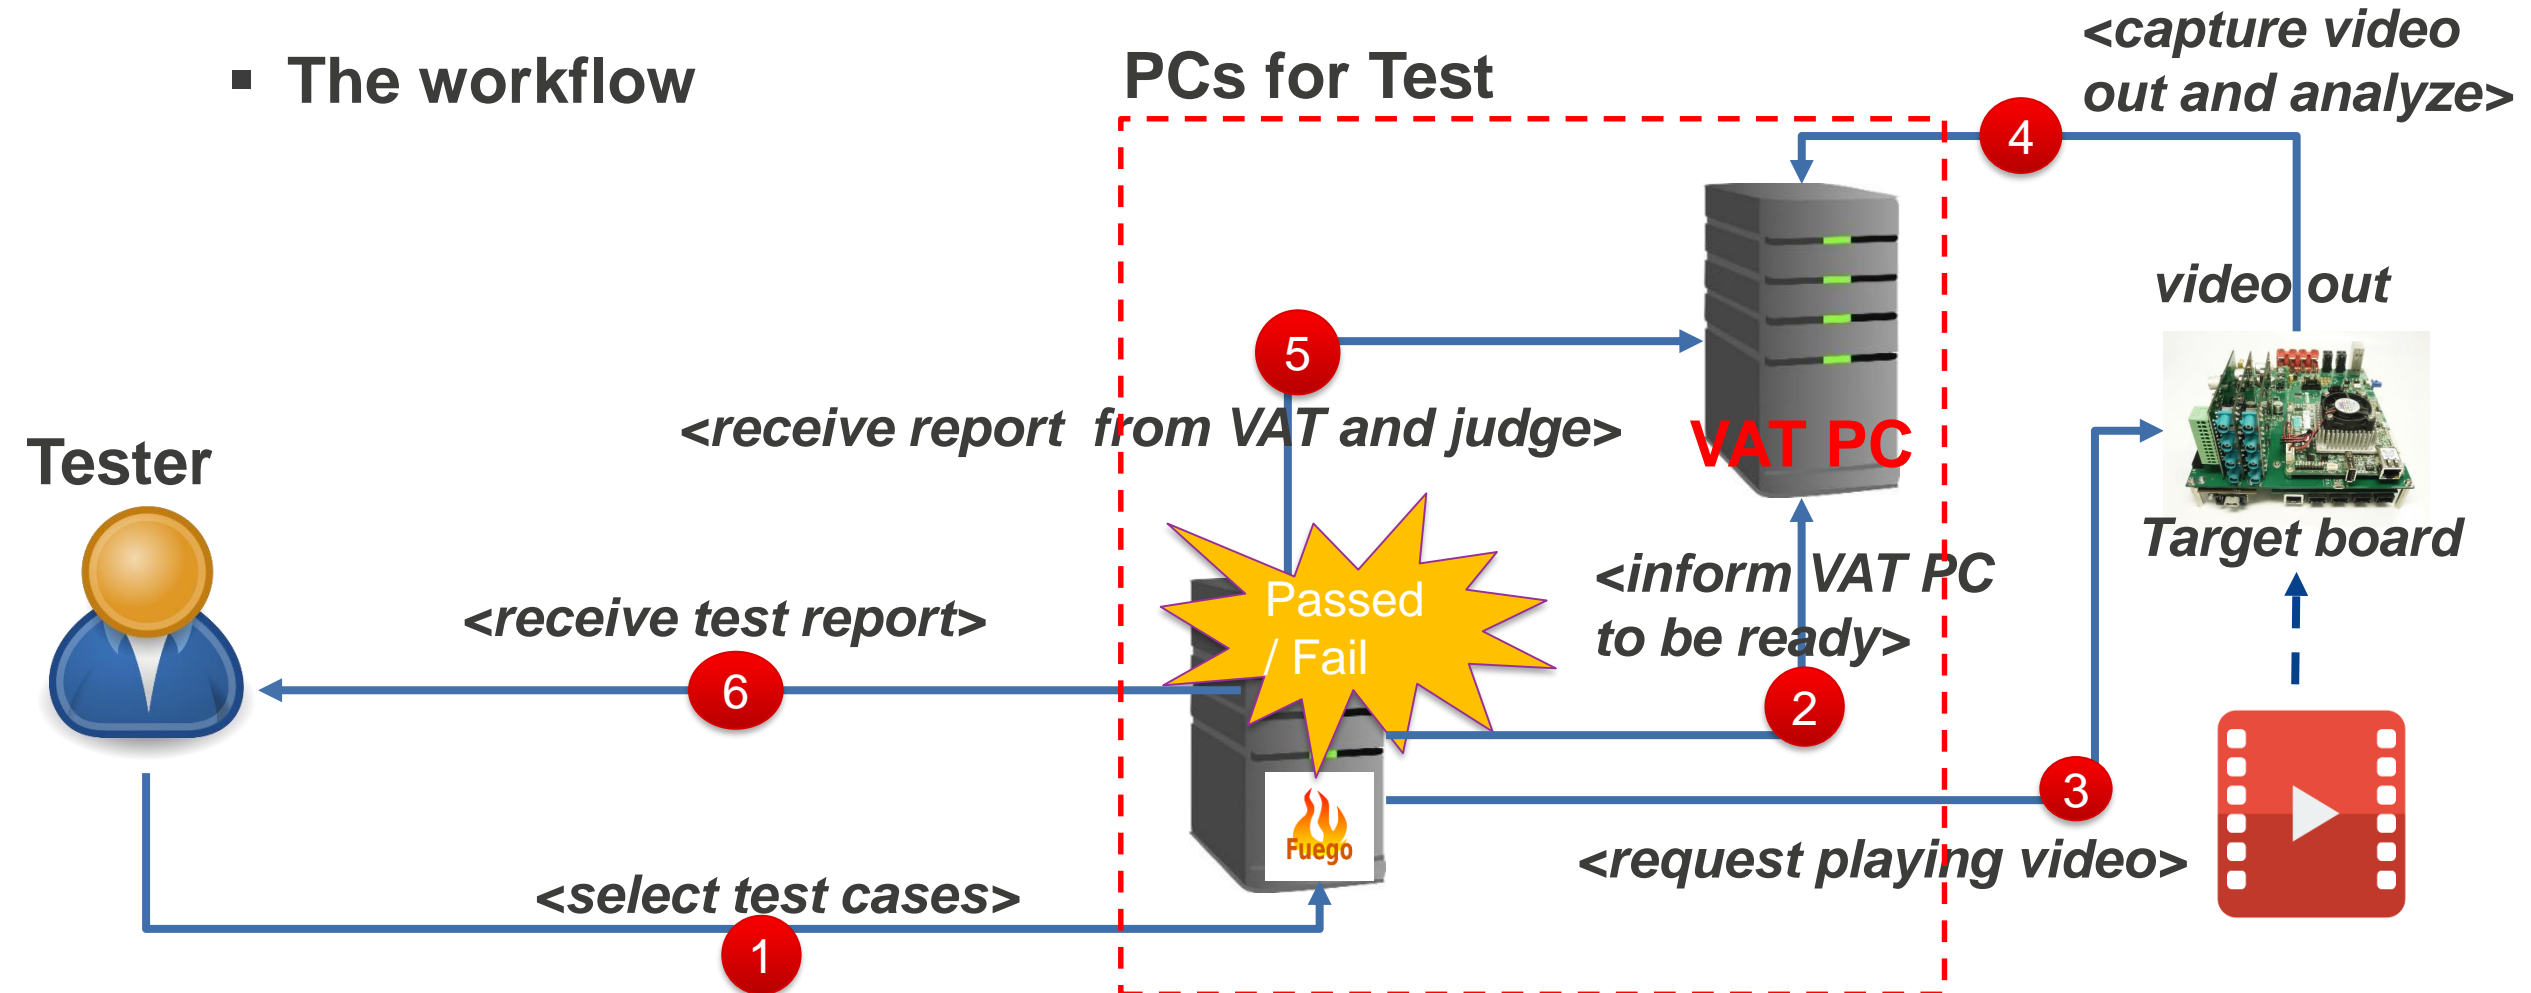 ▪ The workflow
PCs for Test
<capture video
out and analyze>
4
video out
5
<receive report from VAT and judge>
VAT PC
Tester
Target board
Passed
/ Fail
<inform VAT PC
to be ready>
<receive test report>
6
2
3
Fuego
<request playing video>
<select test cases>
1